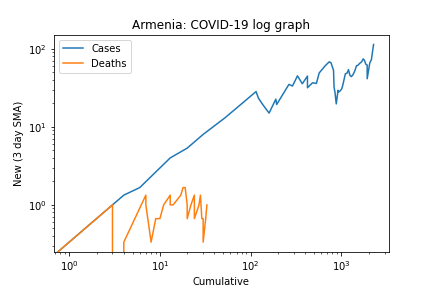 Armenia: COVID-19 log graph
Cases
Deaths
New (3 day SMA)
10²
10¹
10⁰
10⁰ 10¹ 10² 10³
Cumulative